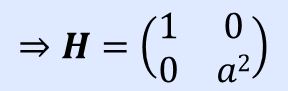 ⇒ H = (1 0
0 a²)